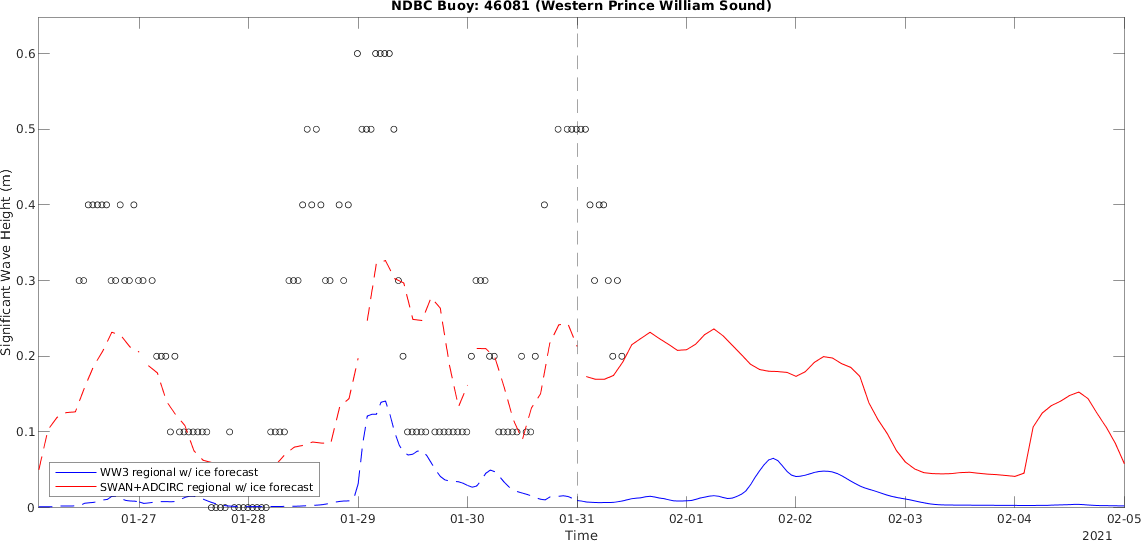 NDBC Buoy: 46081 (Western Prince William Sound)
Significant Wave Height (m)
0.6
0.5
0.4
0.3
0.2
0.1
0
WW3 regional w/ ice forecast
SWAN+ADCIRC regional w/ ice forecast
01-27 01-28 01-29 01-30 01-31 02-01 02-02 02-03 02-04 02-05
Time
2021